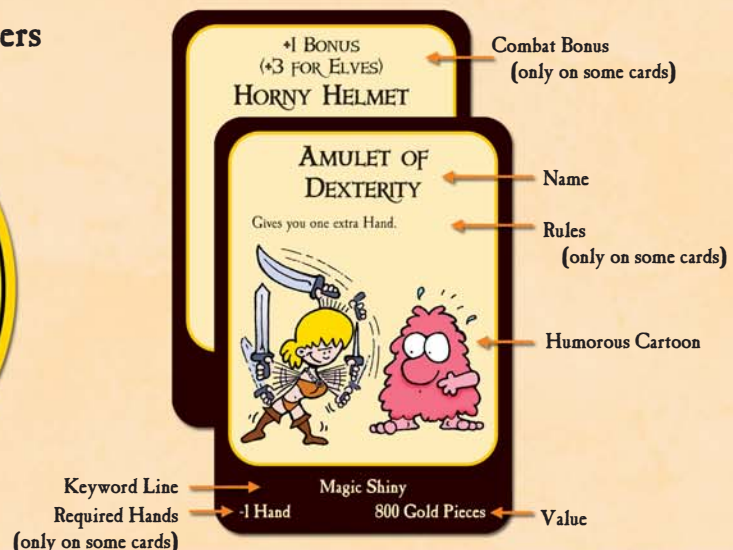 ers
+1 Bonus
(+3 for Elves)
Horny Helmet
Combat Bonus
(only on some cards)
Amulet of
Dexterity
Name
Gives you one extra Hand.
Rules
(only on some cards)
Humorous Cartoon
Keyword Line
Magic Shiny
Required Hands
(only on some cards)
-1 Hand
800 Gold Pieces
Value